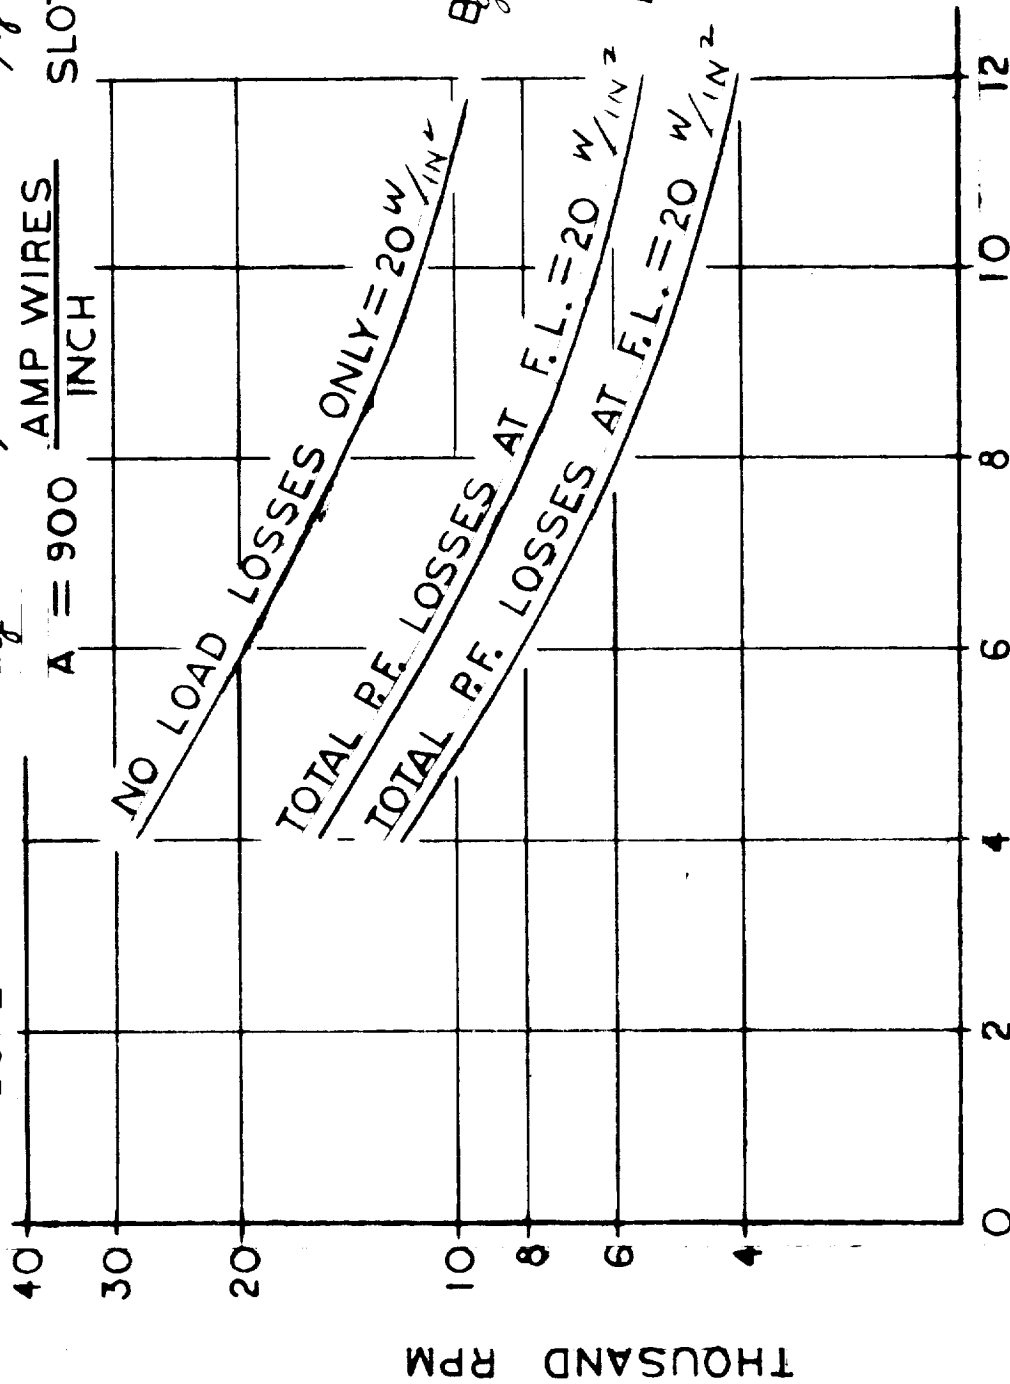 A = 900 AMP WIRES
INCH
NO LOAD LOSSES ONLY = 20 W/IN²
TOTAL P.F. LOSSES AT F.L. = 20 W/IN²
TOTAL P.F. LOSSES AT F.L. = 20 W/IN²
40
30
20
10
8
6
4
THOUSAND RPM
0
2
4
6
8
10
12